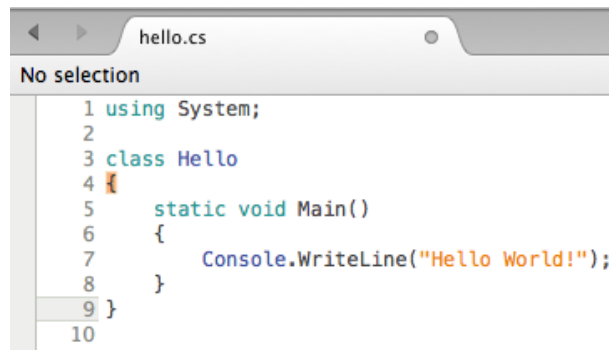 hello.cs
No selection
1 using System;
2
3 class Hello
4 {
5     static void Main()
6     {
7         Console.WriteLine("Hello World!");
8     }
9 }
10